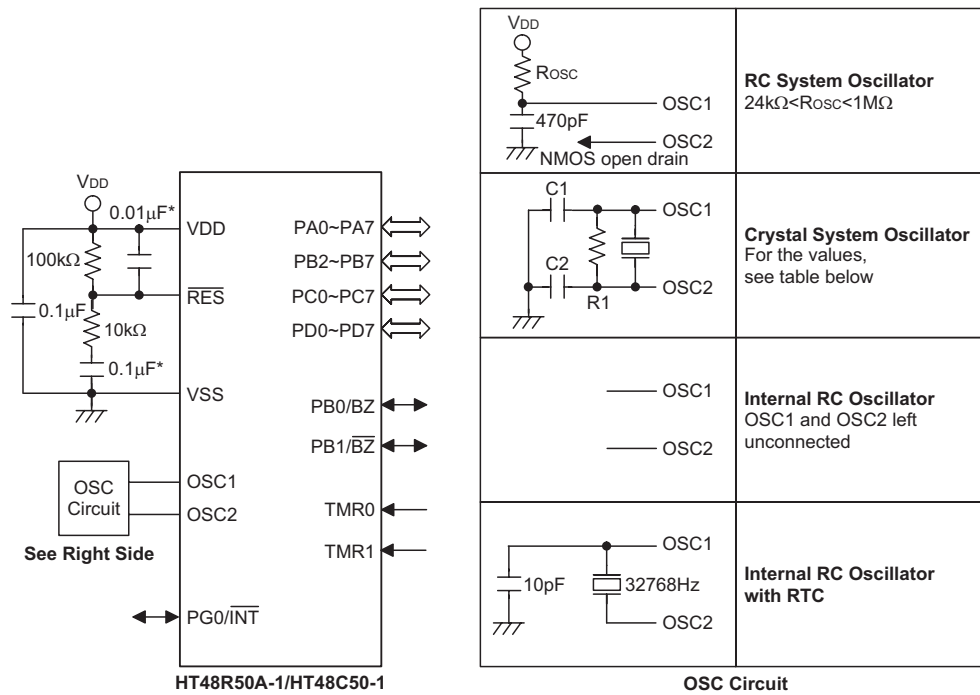 VDD
0.01µF*
100kΩ
0.1µF
10kΩ
0.1µF*
VDD
RES
VSS
OSC
Circuit
See Right Side
OSC1
OSC2
PG0/INT
PA0~PA7
PB2~PB7
PC0~PC7
PD0~PD7
PB0/BZ
PB1/BZ
TMR0
TMR1
HT48R50A-1/HT48C50-1
VDD
ROSC
470pF
OSC1
OSC2
NMOS open drain
RC System Oscillator
24kΩ<ROSC<1MΩ
C1
C2
R1
OSC1
OSC2
Crystal System Oscillator
For the values,
see table below
OSC1
OSC2
Internal RC Oscillator
OSC1 and OSC2 left
unconnected
10pF
32768Hz
OSC1
OSC2
Internal RC Oscillator
with RTC
OSC Circuit